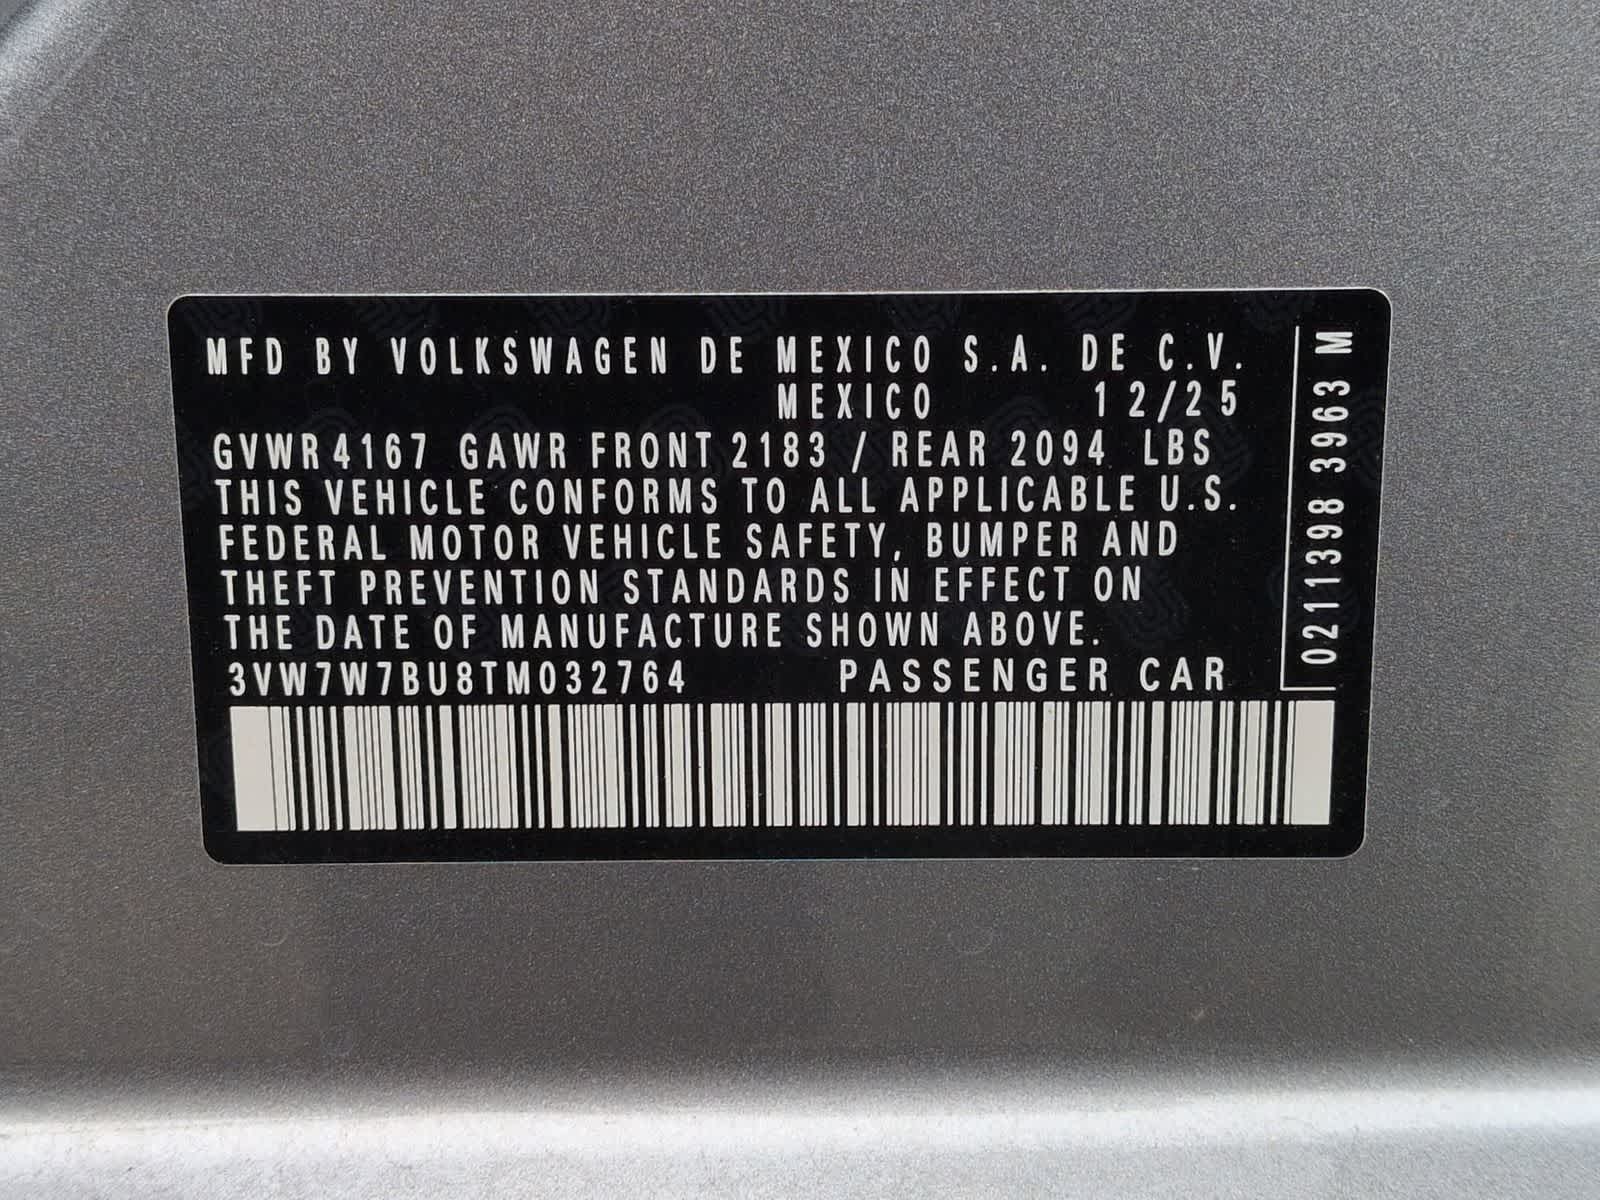 MFD BY VOLKSWAGEN DE MEXICO S.A. DE C.V.
MEXICO 12/25
GVWR 4167 GAWR FRONT 2183 / REAR 2094 LBS
THIS VEHICLE CONFORMS TO ALL APPLICABLE U.S.
FEDERAL MOTOR VEHICLE SAFETY, BUMPER AND
THEFT PREVENTION STANDARDS IN EFFECT ON
THE DATE OF MANUFACTURE SHOWN ABOVE.
3VW7W7BU8TM032764 PASSENGER CAR
0211398 3963 M